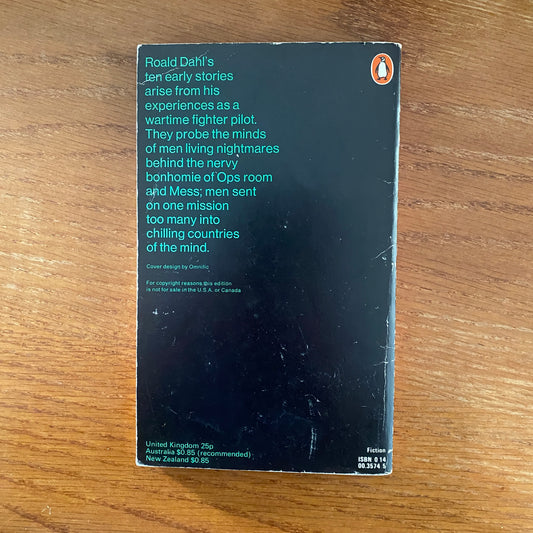 Roald Dahl's
ten early stories
arise from his
experiences as a
wartime fighter pilot.
They probe the minds
of men living nightmares
behind the nervy
bonhomie of Ops room
and Mess; men sent
on one mission
too many into
chilling countries
of the mind.
Cover design by Omnific
For copyright reasons this edition
is not for sale in the U.S.A. or Canada
United Kingdom 25p
Australia $0.85 (recommended)
New Zealand $0.85
Fiction
ISBN 0 14
00.3574 5